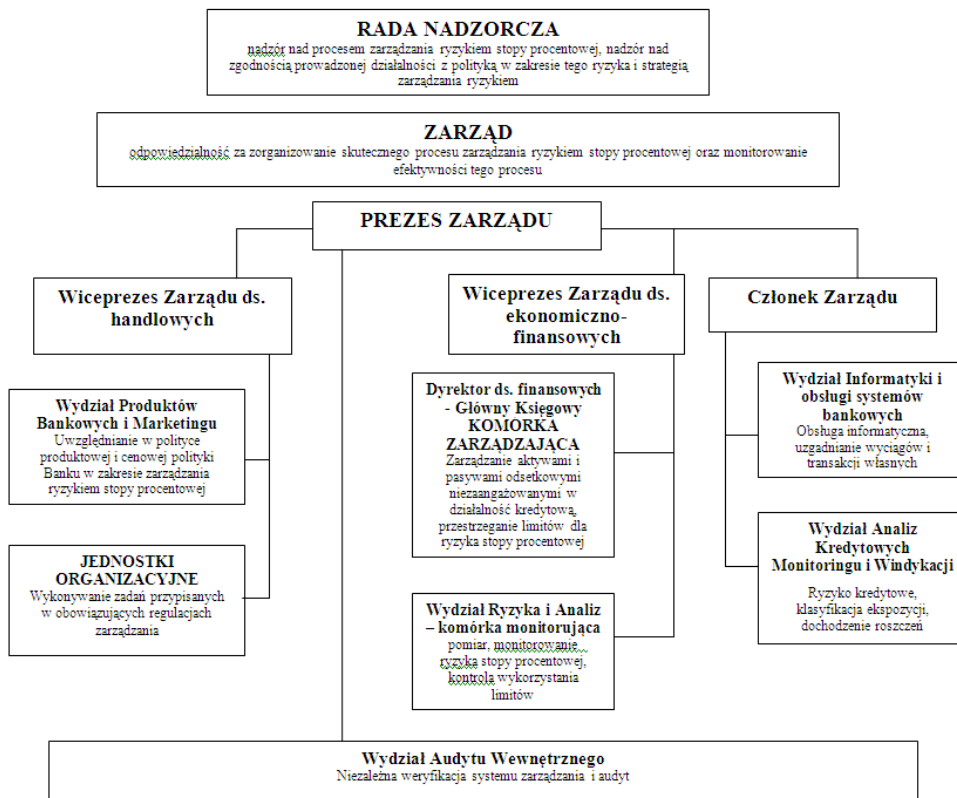 RADA NADZORCZA
nadzór nad procesem zarządzania ryzykiem stopy procentowej, nadzór nad
zgodnością prowadzonej działalności z polityką w zakresie tego ryzyka i strategią
zarządzania ryzykiem
ZARZĄD
odpowiedzialność za zorganizowanie skutecznego procesu zarządzania ryzykiem stopy procentowej oraz monitorowanie
efektywności tego procesu
PREZES ZARZĄDU
Wiceprezes Zarządu ds.
handlowych
Wydział Produktów
Bankowych i Marketingu
Uwzględnianie w polityce
produktowej i cenowej polityki
Banku w zakresie zarządzania
ryzykiem stopy procentowej
JEDNOSTKI
ORGANIZACYJNE
Wykonywanie zadań przypisanych
w obowiązujących regulacjach
zarządzania
Wiceprezes Zarządu ds.
ekonomiczno-
finansowych
Dyrektor ds. finansowych
- Główny Księgowy
KOMÓRKA
ZARZĄDZAJĄCA
Zarządzanie aktywami i
pasywami odsetkowymi
niezaangażowanymi w
działalność kredytową,
przestrzeganie limitów dla
ryzyka stopy procentowej
Wydział Ryzyka i Analiz
– komórka monitorująca
pomiar, monitorowanie
ryzyka stopy procentowej,
kontrola wykorzystania
limitów
Członek Zarządu
Wydział Informatyki i
obsługi systemów
bankowych
Obsługa informatyczna,
uzgadnianie wyciągów i
transakcji własnych
Wydział Analiz
Kredytowych
Monitoringu i Windykacji
Ryzyko kredytowe,
klasyfikacja ekspozycji,
dochodzenie roszczeń
Wydział Audytu Wewnętrznego
Niezależna weryfikacja systemu zarządzania i audyt